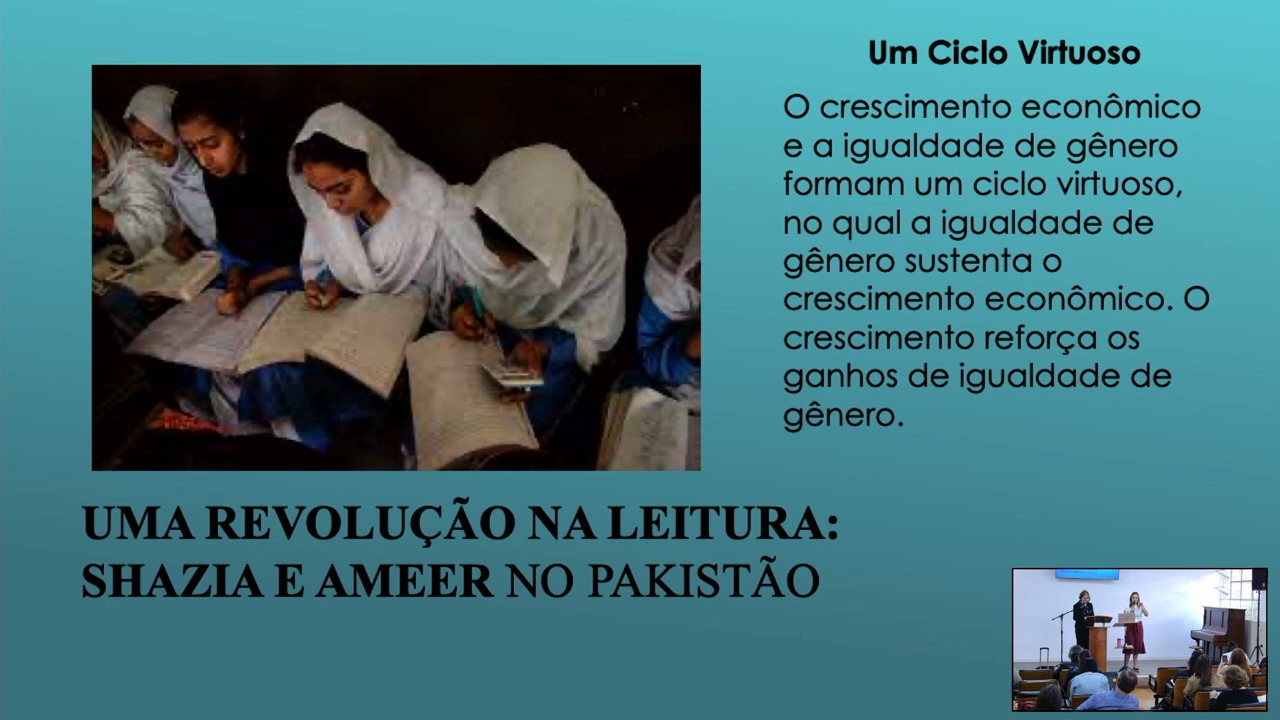 Um Ciclo Virtuoso
O crescimento econômico
e a igualdade de gênero
formam um ciclo virtuoso,
no qual a igualdade de
gênero sustenta o
crescimento econômico. O
crescimento reforça os
ganhos de igualdade de
gênero.
UMA REVOLUÇÃO NA LEITURA:
SHAZIA E AMEER NO PAKISTÃO